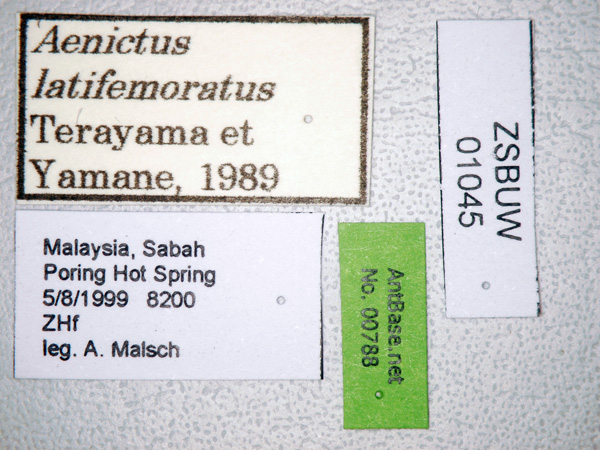 Aenictus
latifemoratus
Terayama et
Yamane, 1989
Malaysia, Sabah
Poring Hot Spring
5/8/1999 8200
ZHf
leg. A. Malsch
AntBase.net
No. 00788
ZSBUW
01045